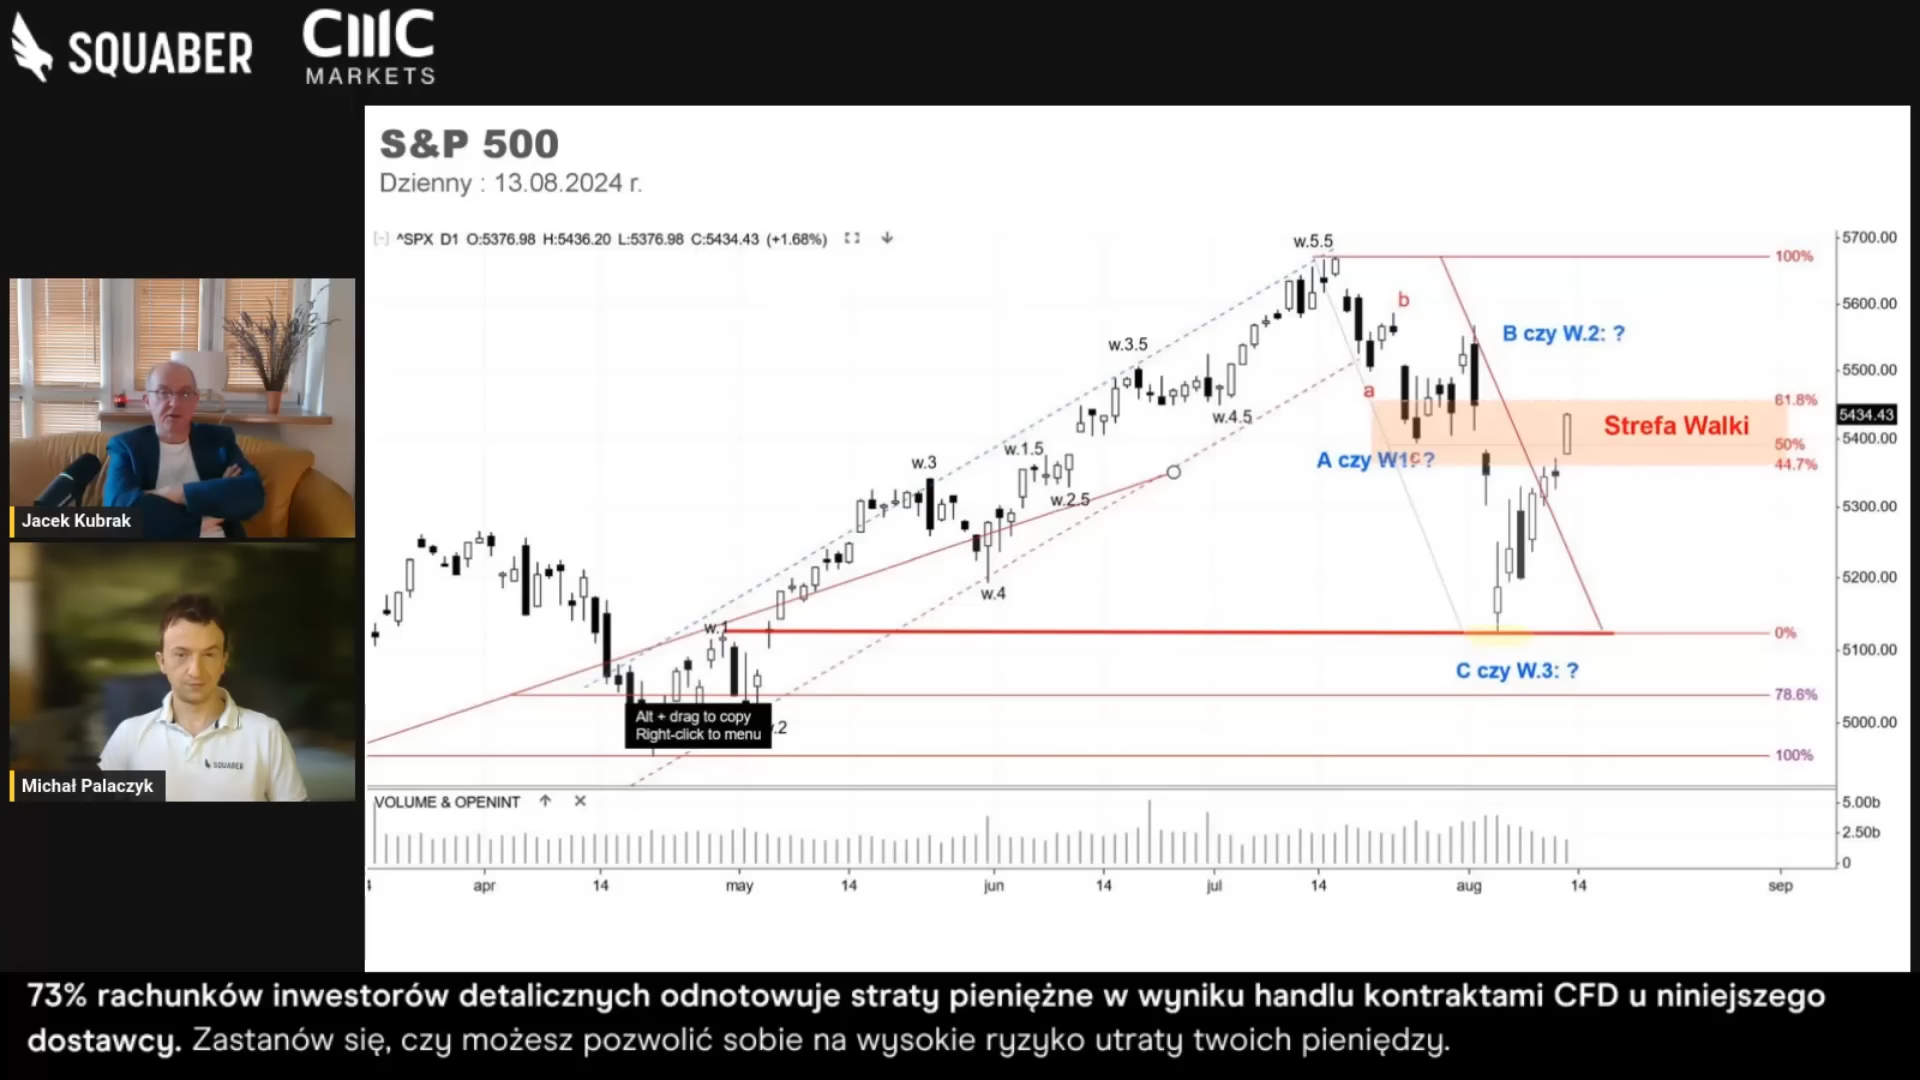 SQUABER
CMC
MARKETS
S&P 500
Dzienny : 13.08.2024 r.
^SPX D1 O:5376.98 H:5436.20 L:5376.98 C:5434.43 (+1.68%)
w.5.5
5700.00
100%
b
5600.00
B czy W.2: ?
w.3.5
5500.00
a
61.8%
w.4.5
5434.43
Strefa Walki
5400.00
50%
w.1.5
A czy W1: ?
c
44.7%
w.3
w.2.5
5300.00
Jacek Kubrak
5200.00
w.4
w.1
0%
5100.00
C czy W.3: ?
78.6%
Alt + drag to copy
Right-click to menu
.2
5000.00
100%
SQUABER
Michał Palaczyk
VOLUME & OPENINT
5.00b
2.50b
0
4 apr 14 may 14 jun 14 jul 14 aug 14 sep
73% rachunków inwestorów detalicznych odnotowuje straty pieniężne w wyniku handlu kontraktami CFD u niniejszego
dostawcy. Zastanów się, czy możesz pozwolić sobie na wysokie ryzyko utraty twoich pieniędzy.